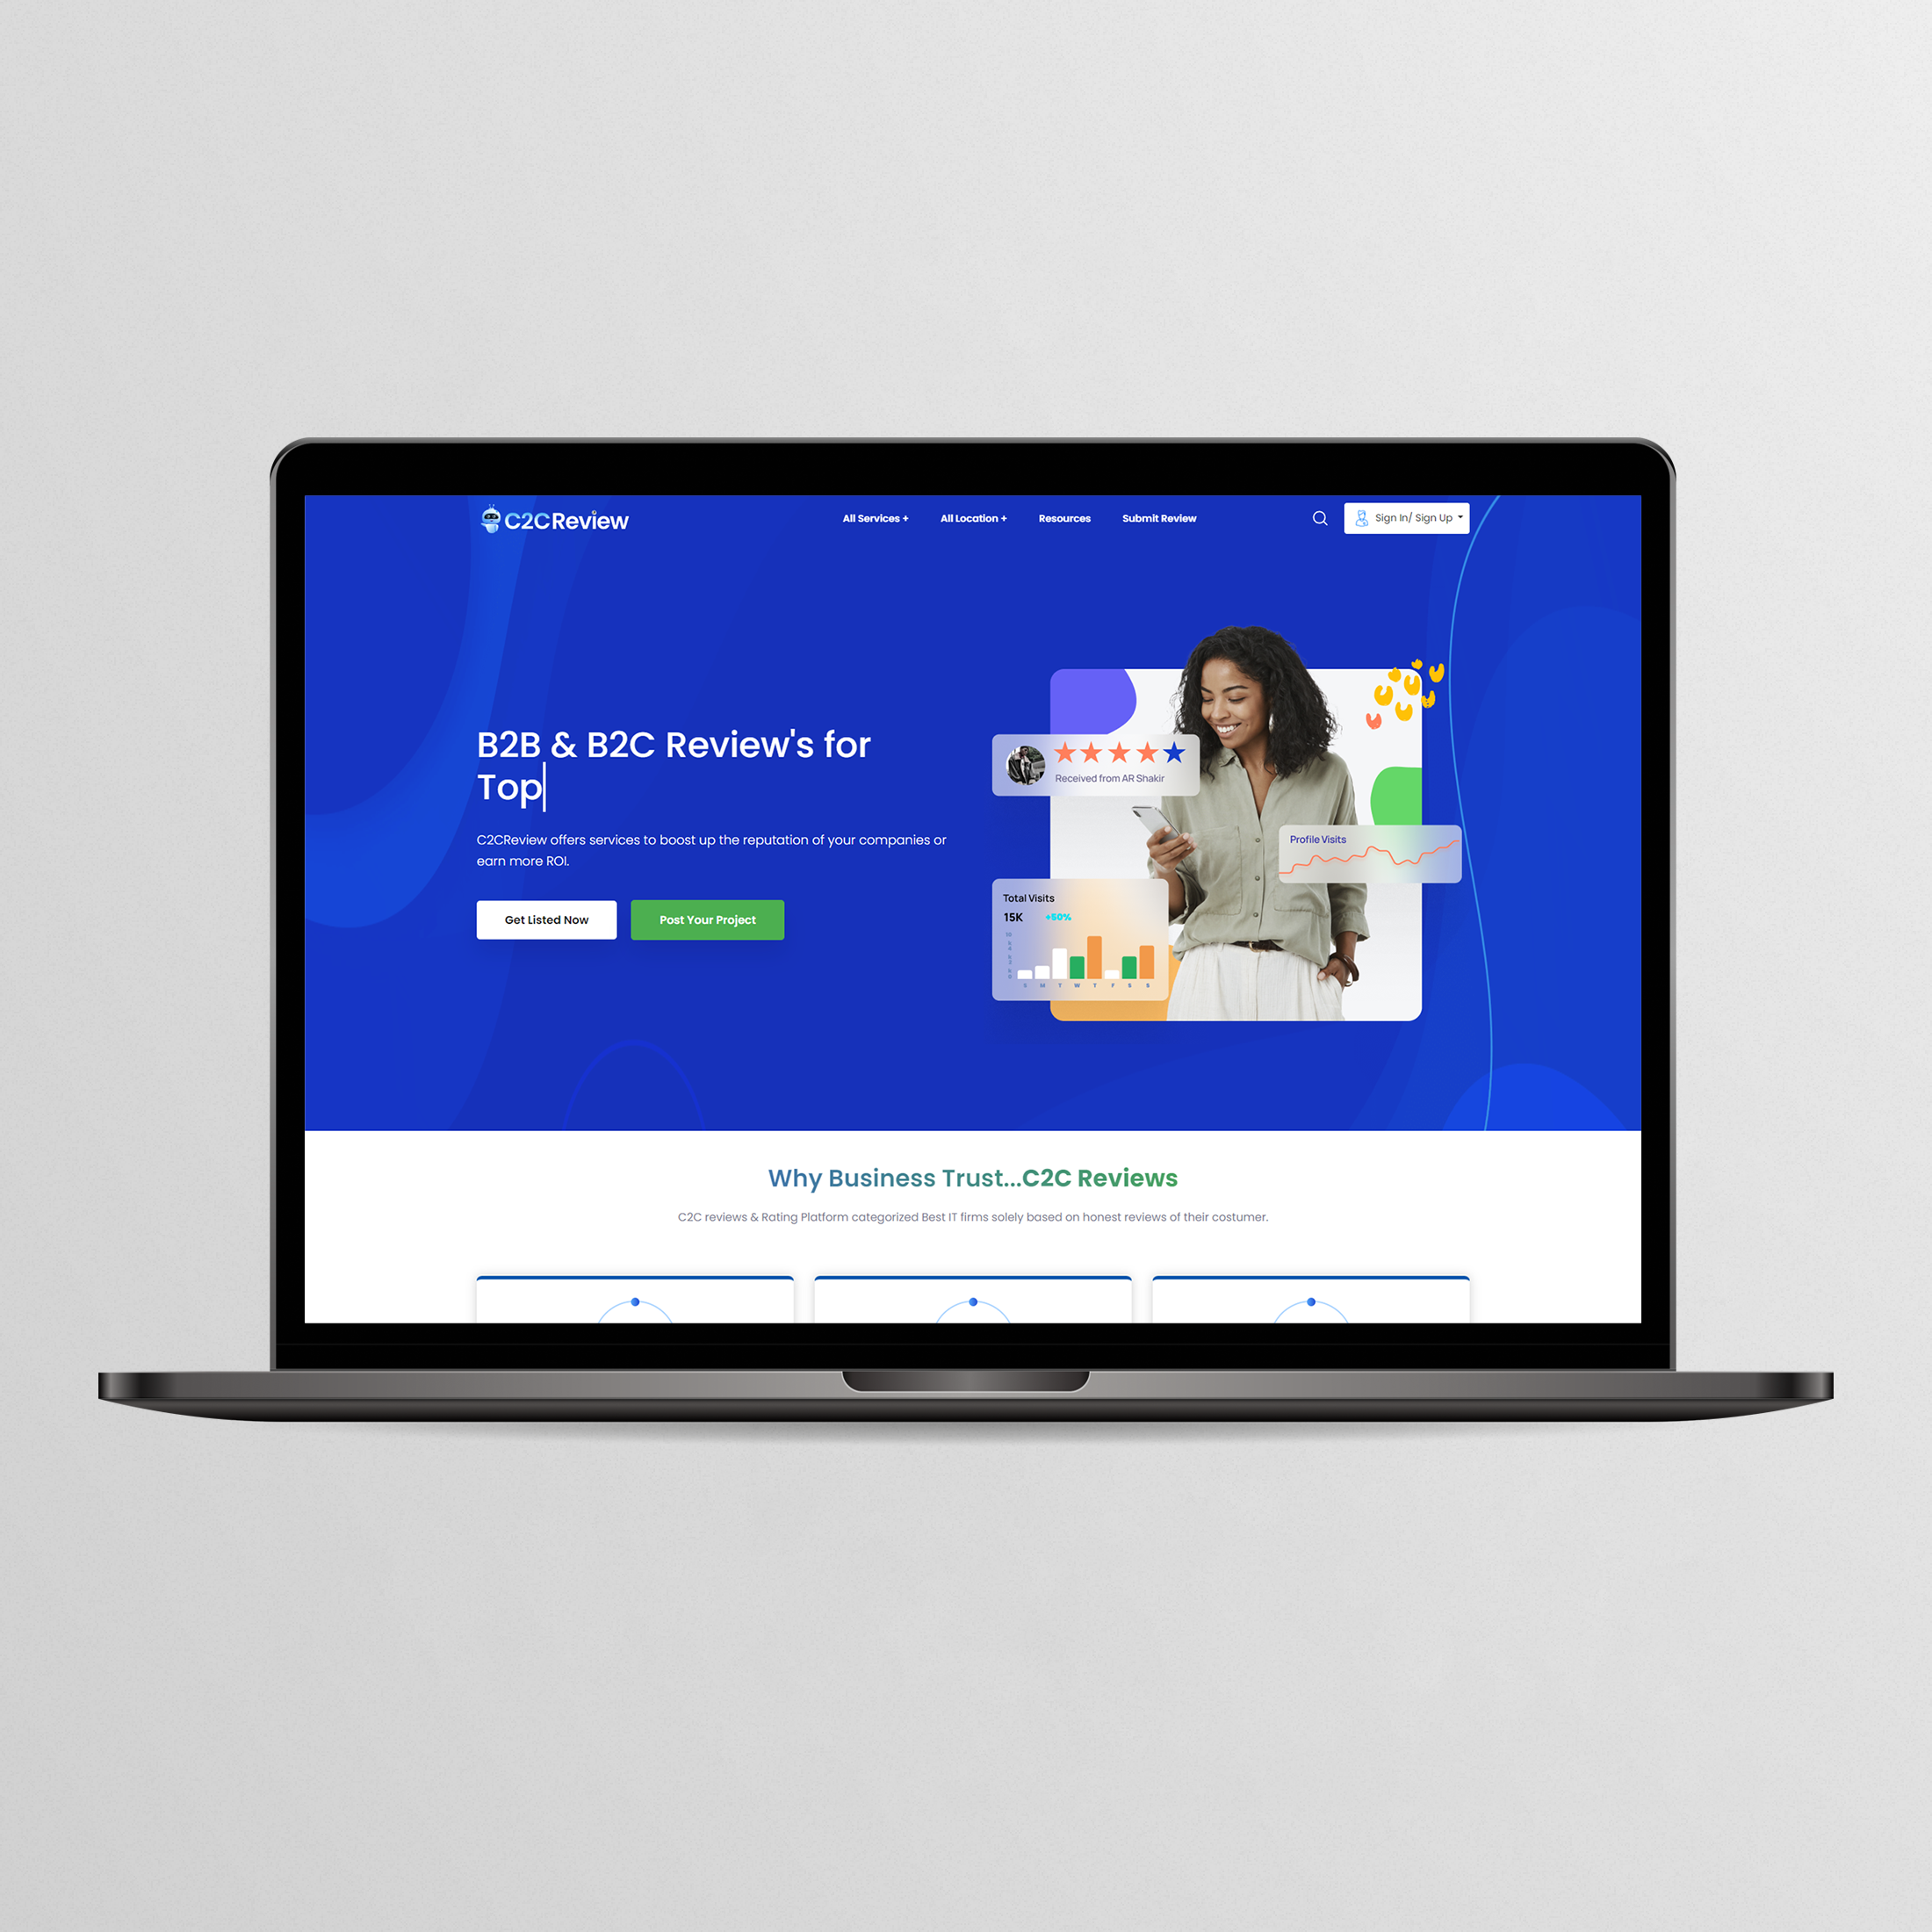 C2CReview
All Services +
All Location +
Resources
Submit Review
Sign In/ Sign Up
B2B & B2C Review's for
Top
C2CReview offers services to boost up the reputation of your companies or
earn more ROI.
Get Listed Now
Post Your Project
Received from AR Shakir
Profile Visits
Total Visits
15K +50%
M T W T F S S
Why Business Trust...C2C Reviews
C2C reviews & Rating Platform categorized Best IT firms solely based on honest reviews of their costumer.